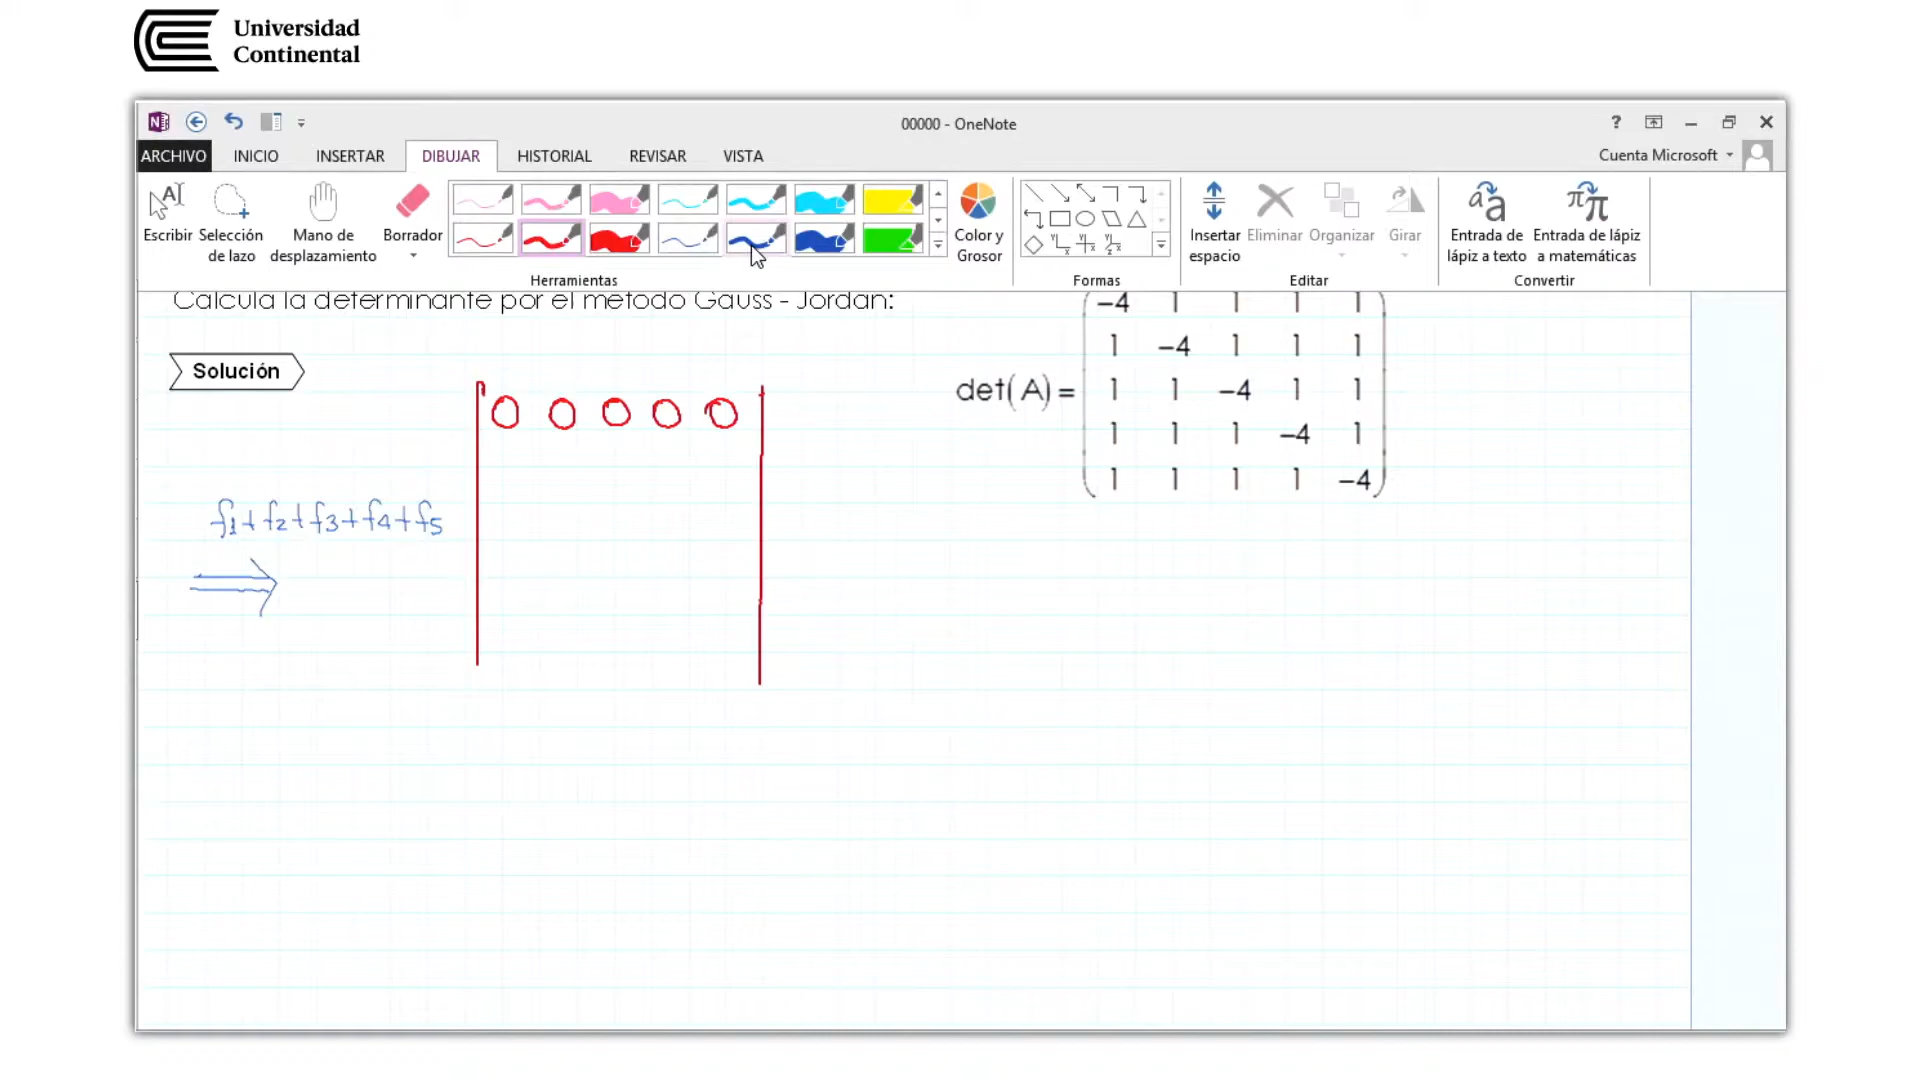 Universidad
Continental
00000 - OneNote
?
ARCHIVO INICIO INSERTAR DIBUJAR HISTORIAL REVISAR VISTA
Cuenta Microsoft
Escribir
Selección de lazo
Mano de desplazamiento
Borrador
Color y Grosor
Insertar espacio
Eliminar
Organizar
Girar
Entrada de lápiz a texto
Entrada de lápiz a matemáticas
Herramientas
Formas
Editar
Convertir
Calcula la determinante por el metodo Gauss - Jordan:
Solución
det(A) =
-4 1 1 1 1
1 -4 1 1 1
1 1 -4 1 1
1 1 1 -4 1
1 1 1 1 -4
0 0 0 0 0
f1+f2+f3+f4+f5